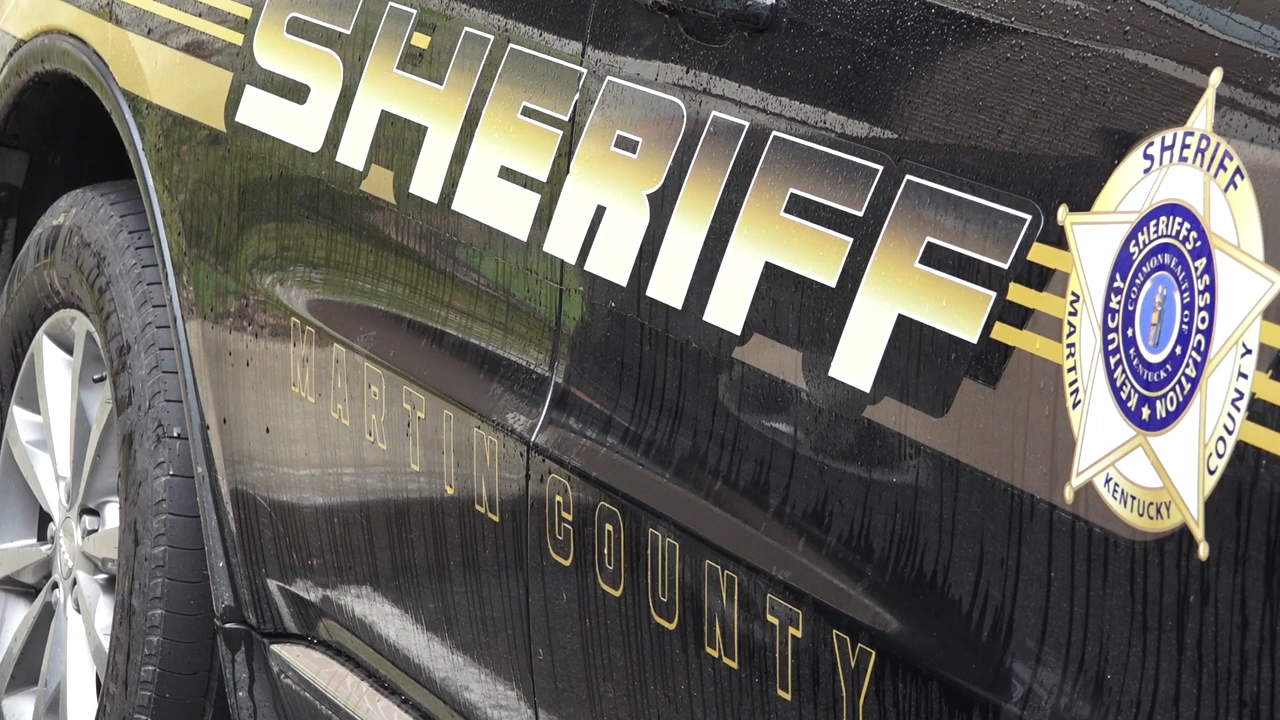 SHERIFF
MARTIN COUNTY
SHERIFF
MARTIN
COUNTY
KENTUCKY
KENTUCKY SHERIFFS' ASSOCIATION
COMMONWEALTH OF
KENTUCKY